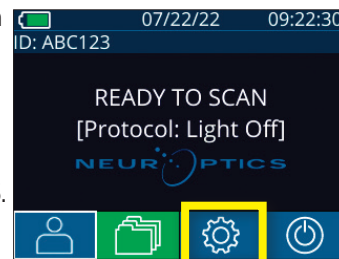 07/22/22 09:22:30
ID: ABC123
READY TO SCAN
[Protocol: Light Off]
NEUROPTICS